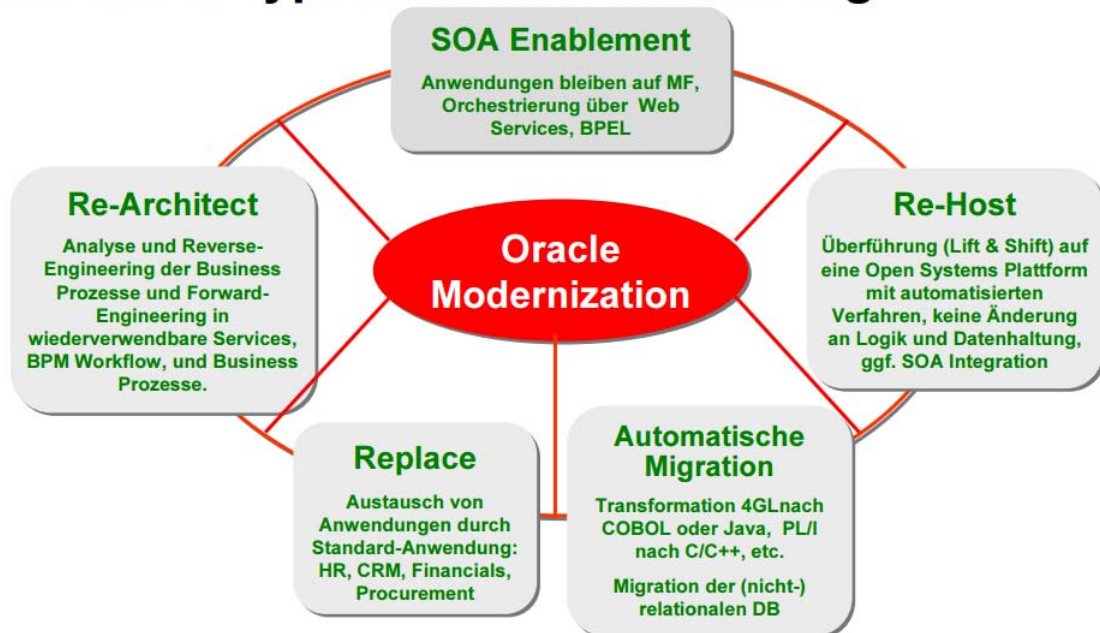 SOA Enablement
Anwendungen bleiben auf MF,
Orchestrierung über Web
Services, BPEL
Re-Architect
Analyse und Reverse-
Engineering der Business
Prozesse und Forward-
Engineering in
wiederverwendbare Services,
BPM Workflow, und Business
Prozesse.
Oracle
Modernization
Re-Host
Überführung (Lift & Shift) auf
eine Open Systems Plattform
mit automatisierten
Verfahren, keine Änderung
an Logik und Datenhaltung,
ggf. SOA Integration
Replace
Austausch von
Anwendungen durch
Standard-Anwendung:
HR, CRM, Financials,
Procurement
Automatische
Migration
Transformation 4GLnach
COBOL oder Java, PL/I
nach C/C++, etc.
Migration der (nicht-)
relationalen DB